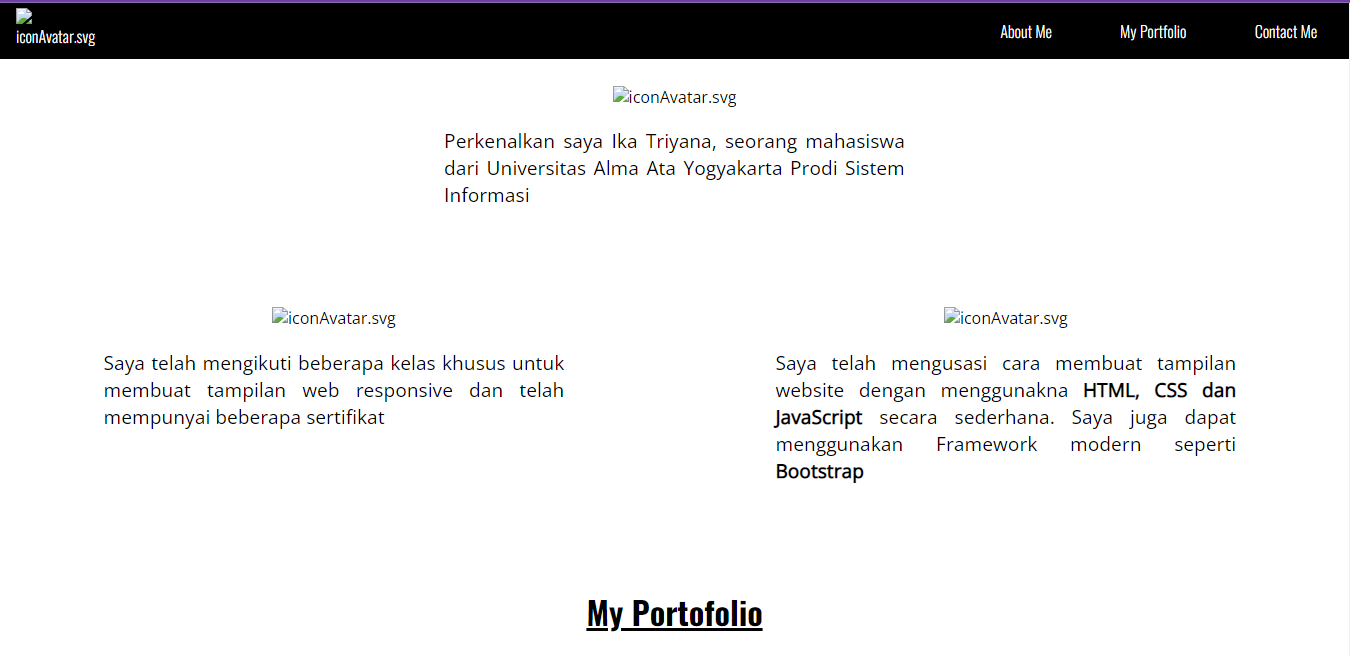 iconAvatar.svg
About Me
My Portfolio
Contact Me
iconAvatar.svg
Perkenalkan saya Ika Triyana, seorang mahasiswa
dari Universitas Alma Ata Yogyakarta Prodi Sistem
Informasi
iconAvatar.svg
Saya telah mengikuti beberapa kelas khusus untuk
membuat tampilan web responsive dan telah
mempunyai beberapa sertifikat
iconAvatar.svg
Saya telah mengusasi cara membuat tampilan
website dengan menggunakna HTML, CSS dan
JavaScript secara sederhana. Saya juga dapat
menggunakan Framework modern seperti
Bootstrap
My Portofolio